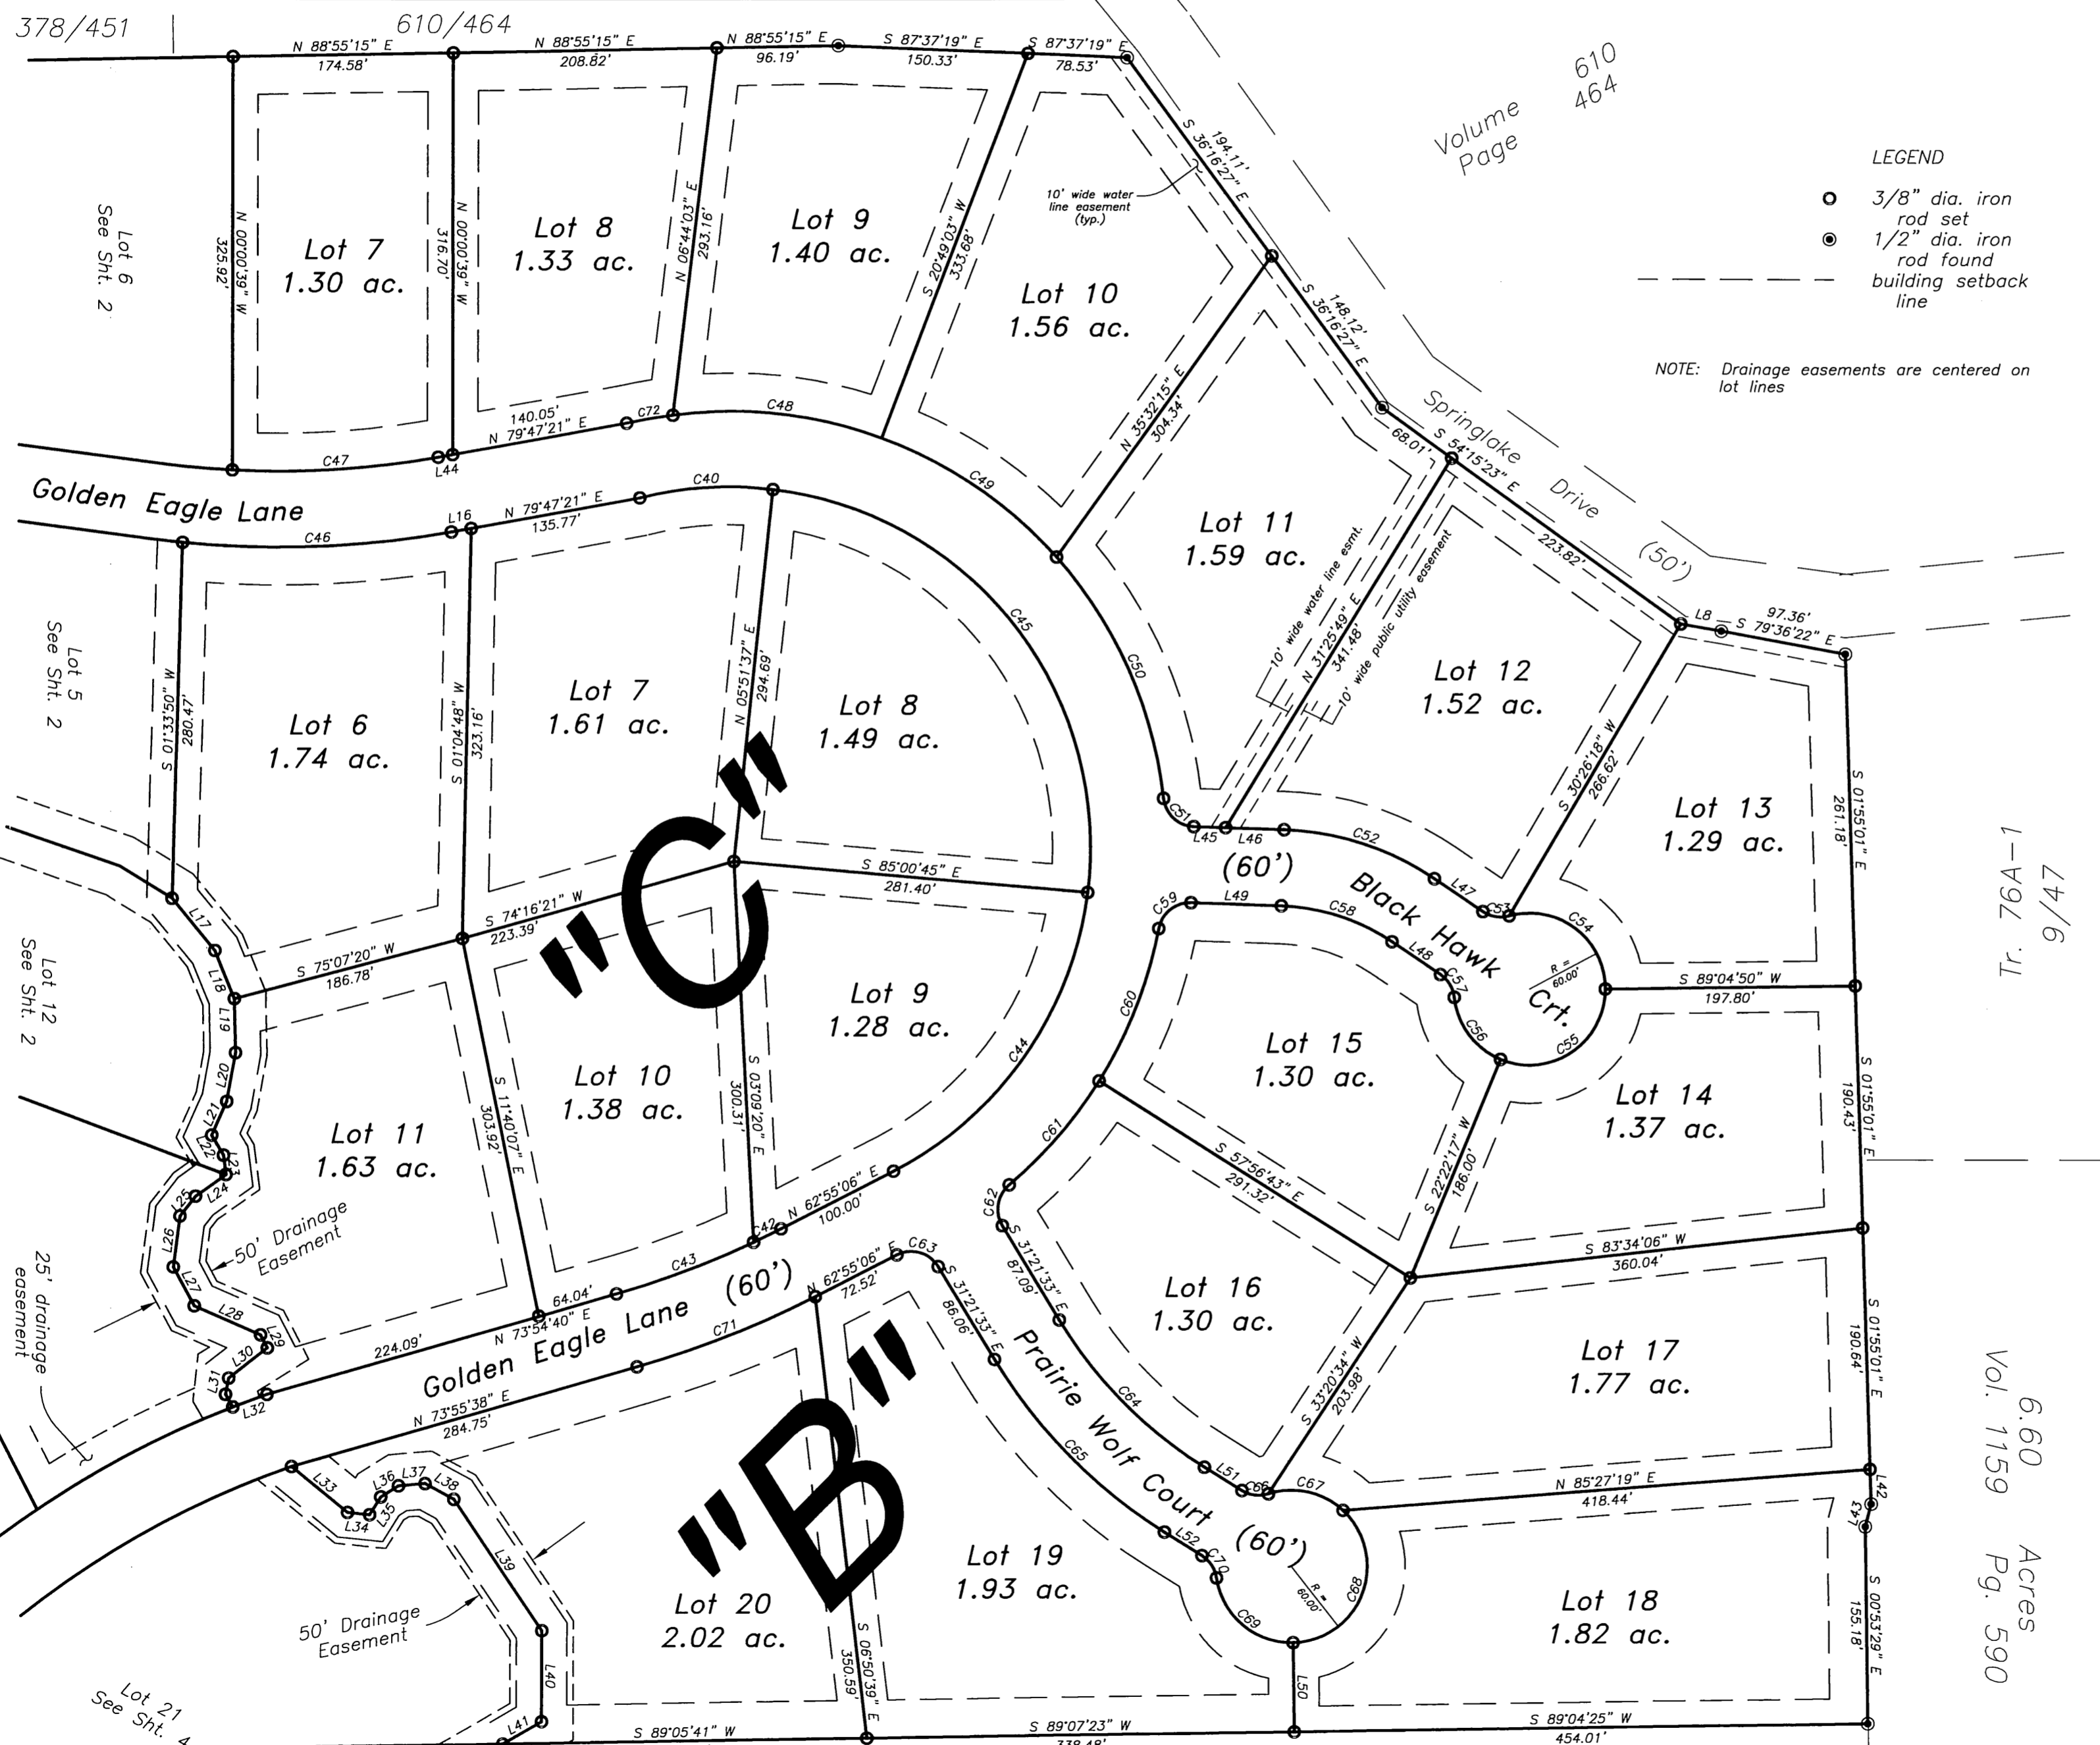 378/451
610/464
N 88°55'15" E
174.58'
N 88°55'15" E
208.82'
N 88°55'15" E
96.19'
S 87°37'19" E
150.33'
S 87°37'19" E
78.53'
610
464
Volume
Page
LEGEND
3/8" dia. iron
rod set
1/2" dia. iron
rod found
building setback
line
NOTE: Drainage easements are centered on
lot lines
Lot 6
See Sht. 2
N 00°00'39" W
325.92'
Lot 7
1.30 ac.
N 00°00'39" W
316.70'
Lot 8
1.33 ac.
N 06°44'03" E
293.16'
Lot 9
1.40 ac.
S 20°49'03" W
333.68'
10' wide water
line easement
(typ.)
194.11'
S 36°16'27" E
Lot 10
1.56 ac.
148.12'
S 36°16'27" E
N 35°32'15" E
304.34'
68.01'
S 54°15'23" E
223.82'
Springlake Drive (50')
L8
97.36'
S 79°36'22" E
C47
L44
140.05'
N 79°47'21" E
C72
C48
C49
Golden Eagle Lane
C46
L16
N 79°47'21" E
135.77'
C40
C45
C50
Lot 11
1.59 ac.
10' wide water line esmt.
N 31°25'49" E
341.48'
10' wide public utility easement
Lot 12
1.52 ac.
S 30°26'18" W
266.62'
Lot 13
1.29 ac.
S 01°55'01" E
261.18'
Tr. 76A-1
9/47
Lot 5
See Sht. 2
S 01°33'50" W
280.47'
Lot 6
1.74 ac.
S 01°04'48" W
323.16'
Lot 7
1.61 ac.
N 05°51'37" E
294.69'
Lot 8
1.49 ac.
C51
L45
L46
C52
(60')
Black Hawk Crt.
L47
C53
C54
R =
60.00'
C59
L49
C58
L48
C57
C56
C55
S 89°04'50" W
197.80'
S 85°00'45" E
281.40'
"C"
S 74°16'21" W
223.39'
S 75°07'20" W
186.78'
L17
L18
L19
L20
L21
L22
L23
L24
L25
L26
L27
L28
L29
L30
L31
L32
Lot 12
See Sht. 2
Lot 9
1.28 ac.
C44
C60
Lot 15
1.30 ac.
Lot 14
1.37 ac.
S 01°55'01" E
190.43'
Lot 11
1.63 ac.
S 11°40'07" E
303.92'
Lot 10
1.38 ac.
S 03°09'20" E
300.31'
C61
S 57°56'43" E
291.32'
S 22°22'17" W
186.00'
S 83°34'06" W
360.04'
50' Drainage
Easement
25' drainage
easement
C42
N 62°55'06" E
100.00'
C62
S 31°21'33" E
87.09'
64.04'
N 73°54'40" E
224.09'
C43
Golden Eagle Lane (60')
C71
N 62°55'06" E
72.52'
C63
S 31°21'33" E
86.06'
Lot 16
1.30 ac.
S 33°20'34" W
203.98'
Lot 17
1.77 ac.
S 01°55'01" E
190.64'
N 73°55'38" E
284.75'
Prairie Wolf Court (60')
C64
C65
L51
C66
C67
N 85°27'19" E
418.44'
L42
L43
"B"
L33
L34
L35
L36
L37
L38
L39
L40
L41
50' Drainage
Easement
Lot 20
2.02 ac.
S 06°50'39" E
350.59'
Lot 19
1.93 ac.
L52
C70
C69
R =
60.00'
C68
L50
Lot 18
1.82 ac.
S 00°53'29" E
155.18'
6.60 Acres
Vol. 1159 Pg. 590
Lot 21
See Sht. 4
S 89°05'41" W
S 89°07'23" W
338.48'
S 89°04'25" W
454.01'